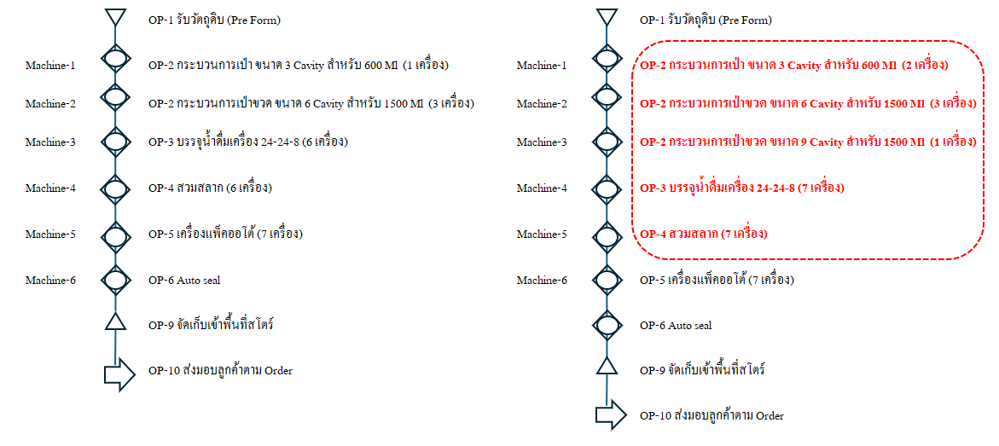 OP-1 รับวัตถุดิบ (Pre Form)
Machine-1 OP-2 กระบวนการเป่า ขนาด 3 Cavity สำหรับ 600 Ml (1 เครื่อง)
Machine-2 OP-2 กระบวนการเป่าขวด ขนาด 6 Cavity สำหรับ 1500 Ml (3 เครื่อง)
Machine-3 OP-3 บรรจุน้ำดื่มเครื่อง 24-24-8 (6 เครื่อง)
Machine-4 OP-4 สวมสลาก (6 เครื่อง)
Machine-5 OP-5 เครื่องแพ็คออโต้ (7 เครื่อง)
Machine-6 OP-6 Auto seal
OP-9 จัดเก็บเข้าพื้นที่สโตร์
OP-10 ส่งมอบลูกค้าตาม Order
OP-1 รับวัตถุดิบ (Pre Form)
Machine-1 OP-2 กระบวนการเป่า ขนาด 3 Cavity สำหรับ 600 Ml (2 เครื่อง)
Machine-2 OP-2 กระบวนการเป่าขวด ขนาด 6 Cavity สำหรับ 1500 Ml (3 เครื่อง)
Machine-3 OP-2 กระบวนการเป่าขวด ขนาด 9 Cavity สำหรับ 1500 Ml (1 เครื่อง)
Machine-4 OP-3 บรรจุน้ำดื่มเครื่อง 24-24-8 (7 เครื่อง)
Machine-5 OP-4 สวมสลาก (7 เครื่อง)
Machine-6 OP-5 เครื่องแพ็คออโต้ (7 เครื่อง)
OP-6 Auto seal
OP-9 จัดเก็บเข้าพื้นที่สโตร์
OP-10 ส่งมอบลูกค้าตาม Order